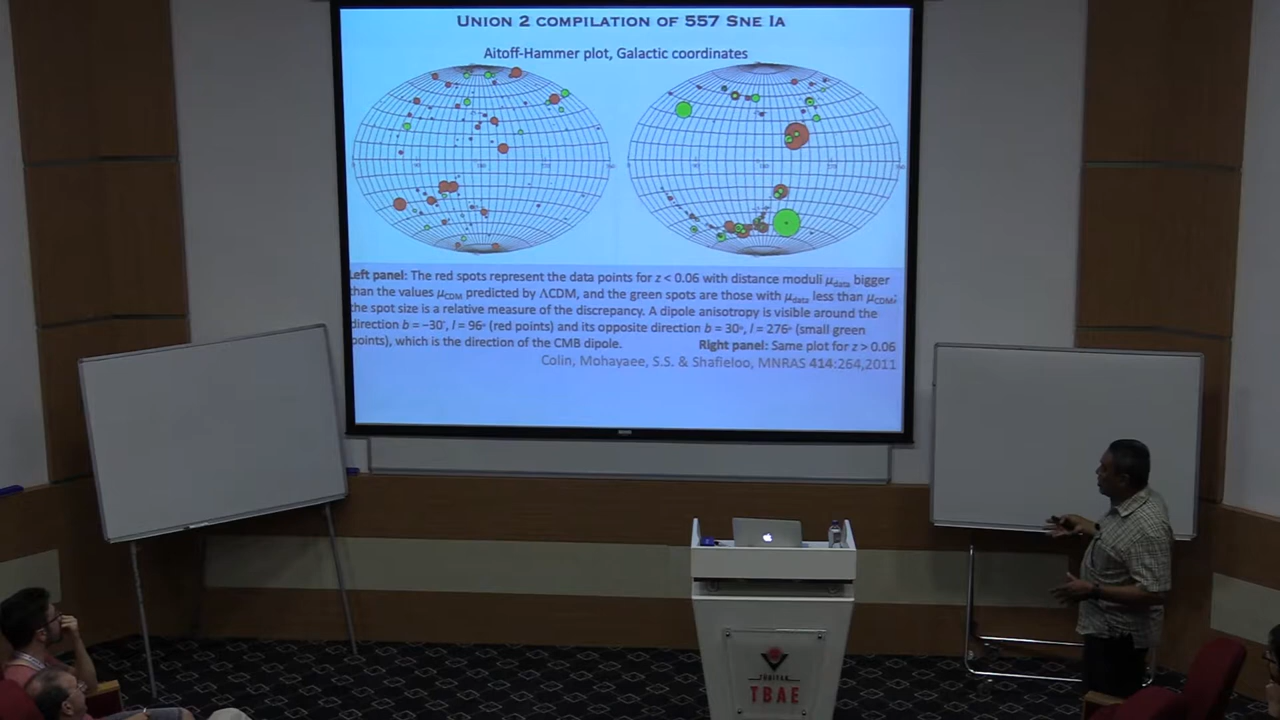 Union 2 compilation of 557 SNe Ia
Aitoff-Hammer plot, Galactic coordinates
Left panel: The red spots represent the data points for z < 0.06 with distance moduli μdata bigger
than the values μCDM predicted by ΛCDM, and the green spots are those with μdata less than μCDM;
the spot size is a relative measure of the discrepancy. A dipole anisotropy is visible around the
direction b = −30°, l = 96° (red points) and its opposite direction b = 30°, l = 276° (small green
points), which is the direction of the CMB dipole. Right panel: Same plot for z > 0.06
Colin, Mohayaee, S.S. & Shafieloo, MNRAS 414:264,2011
TÜBİTAK
TBAE